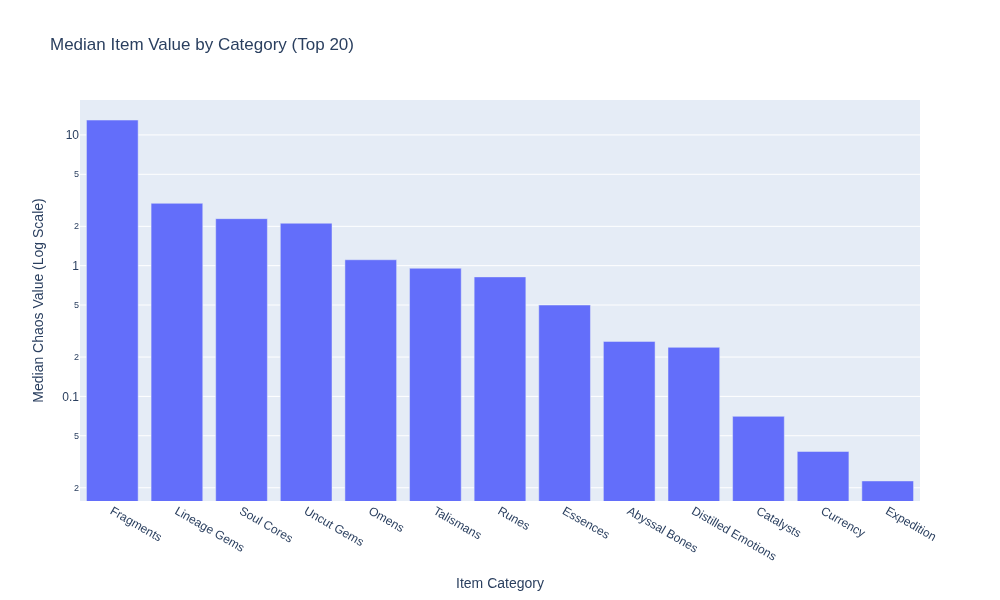 Median Item Value by Category (Top 20)
Median Chaos Value (Log Scale)
10
5
2
1
5
2
0.1
5
2
Fragments
Lineage Gems
Soul Cores
Uncut Gems
Omens
Talismans
Runes
Essences
Abyssal Bones
Distilled Emotions
Catalysts
Currency
Expedition
Item Category